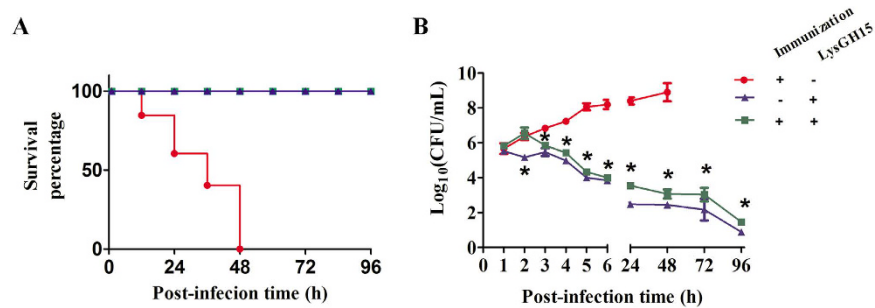 A
Survival percentage
100
50
0
0 24 48 72 96
Post-infecion time (h)
B
Log10(CFU/mL)
10
8
6
4
2
0
* * * * * * * * *
0 1 2 3 4 5 6 24 48 72 96
Post-infection time (h)
Immunization
LysGH15
+ -
- +
+ +